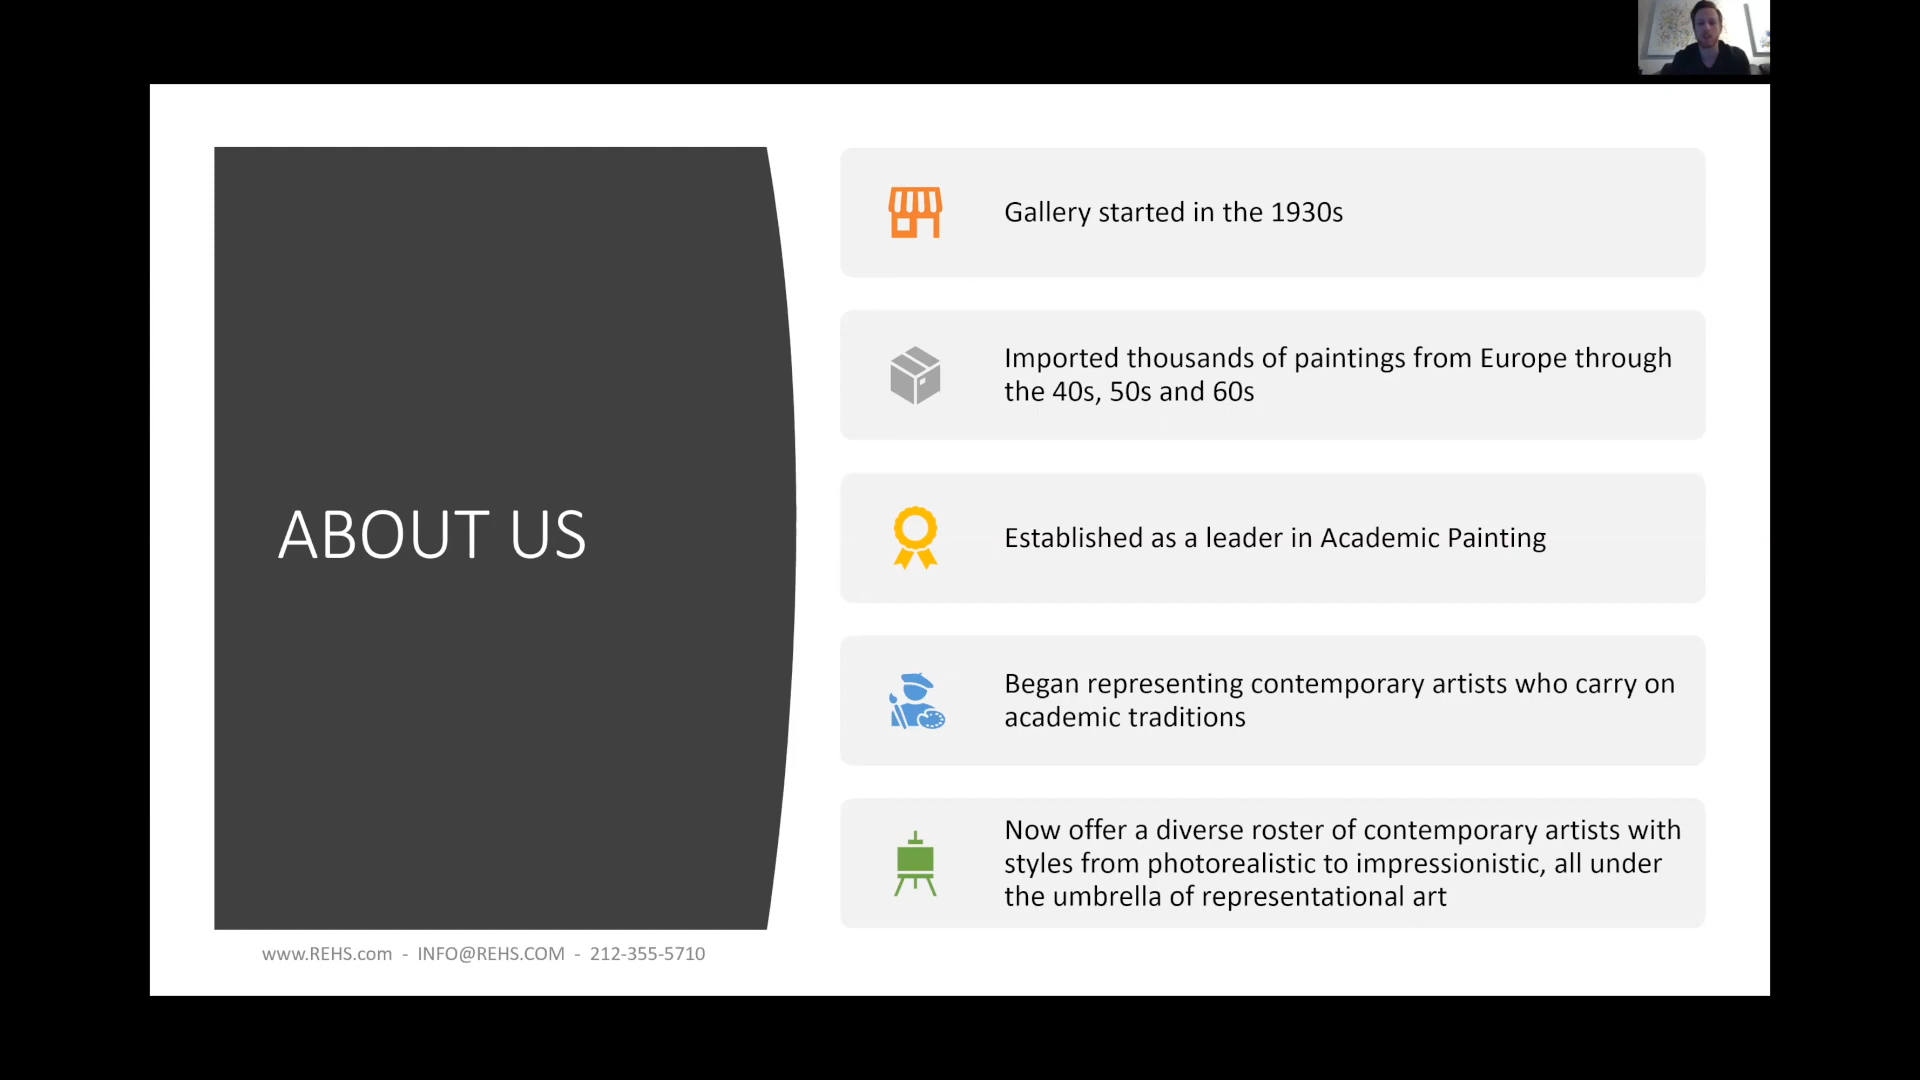 ABOUT US
Gallery started in the 1930s
Imported thousands of paintings from Europe through
the 40s, 50s and 60s
Established as a leader in Academic Painting
Began representing contemporary artists who carry on
academic traditions
Now offer a diverse roster of contemporary artists with
styles from photorealistic to impressionistic, all under
the umbrella of representational art
www.REHS.com - INFO@REHS.COM - 212-355-5710